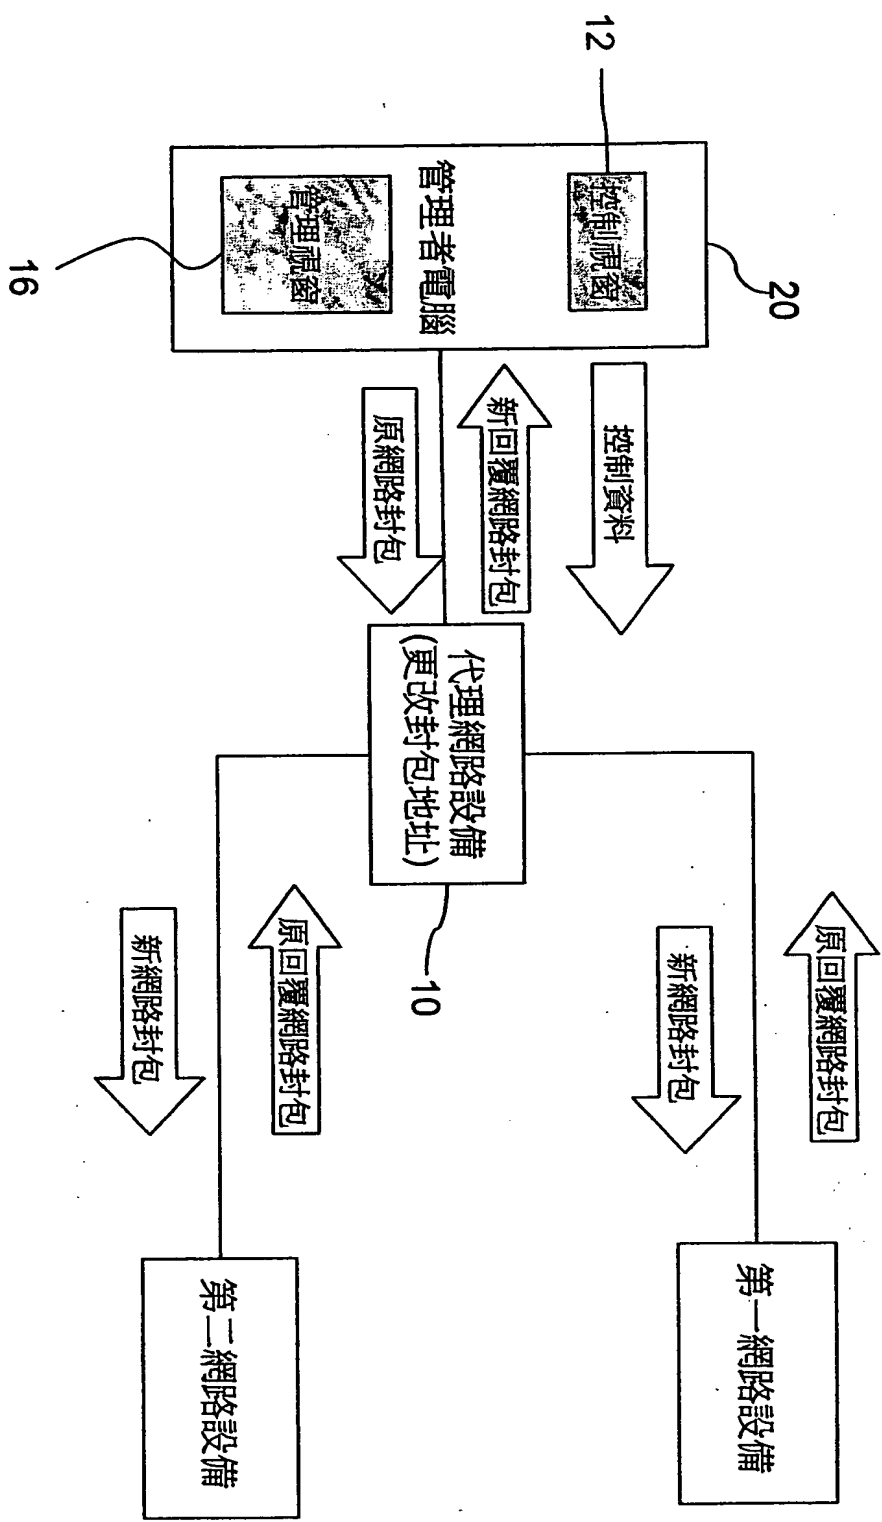 12
控制視窗
20
管理者電腦
管理視窗
16
控制資料
新回覆網路封包
原網路封包
代理網路設備
(更改封包地址)
10
原回覆網路封包
新網路封包
原回覆網路封包
新網路封包
第一網路設備
第二網路設備